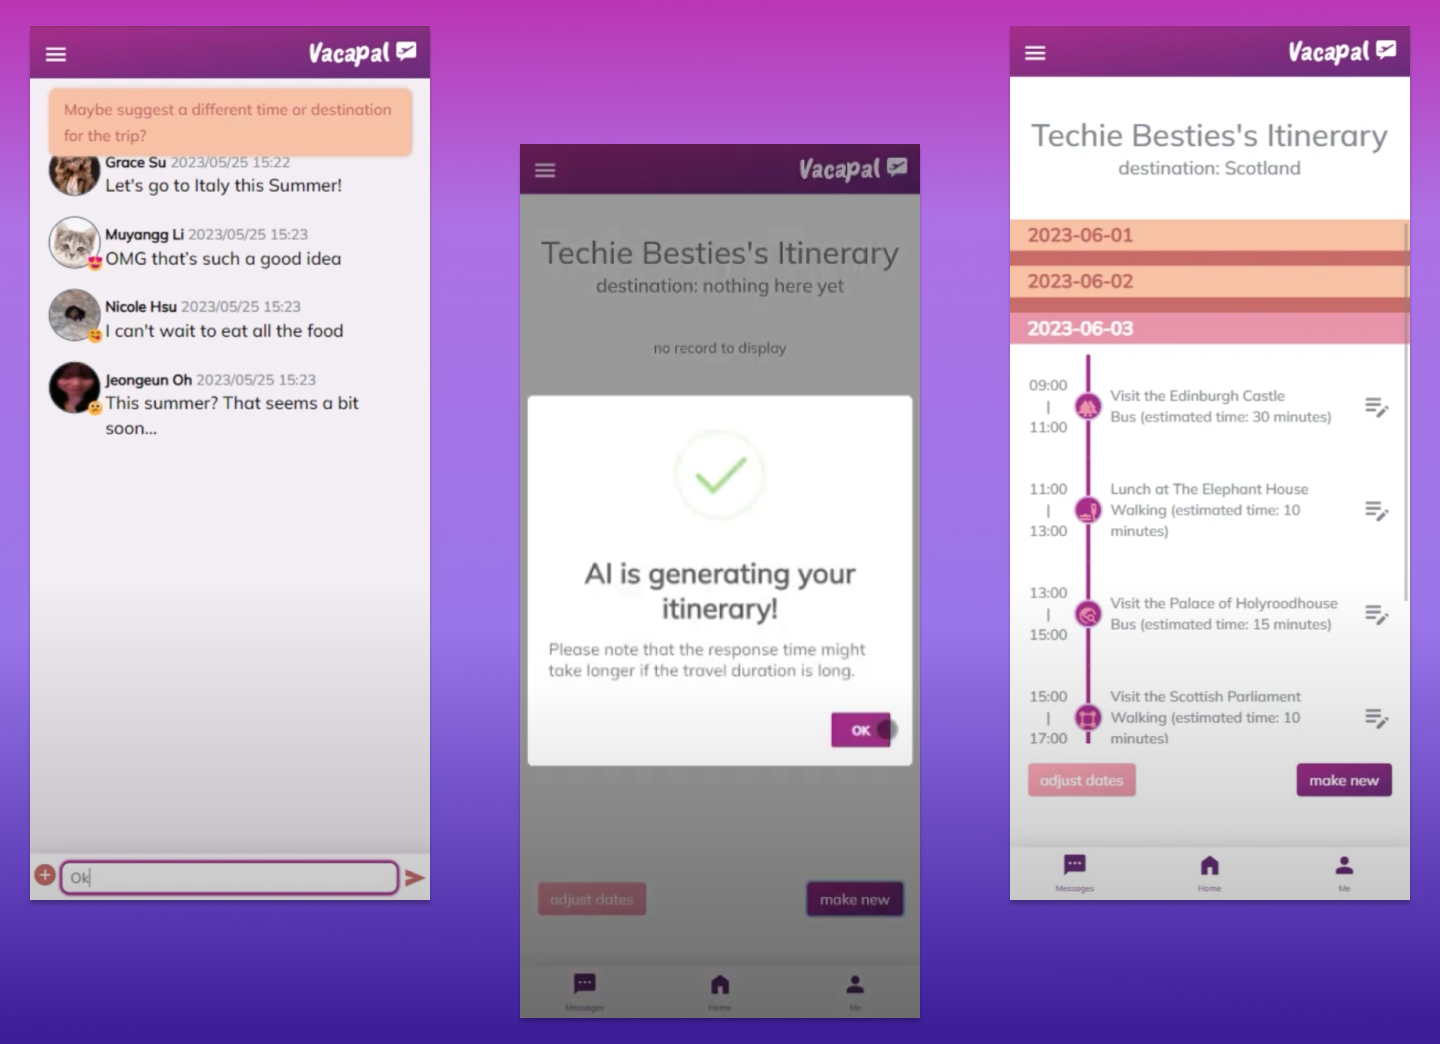 Vacapal
Maybe suggest a different time or destination
for the trip?
Grace Su 2023/05/25 15:22
Let's go to Italy this Summer!
Muyangg Li 2023/05/25 15:23
OMG that's such a good idea
Nicole Hsu 2023/05/25 15:23
I can't wait to eat all the food
Jeongeun Oh 2023/05/25 15:23
This summer? That seems a bit
soon...
Ok
Vacapal
Techie Besties's Itinerary
destination: nothing here yet
no record to display
AI is generating your
itinerary!
Please note that the response time might
take longer if the travel duration is long.
OK
adjust dates
make new
Messages
Home
Me
Vacapal
Techie Besties's Itinerary
destination: Scotland
2023-06-01
2023-06-02
2023-06-03
09:00
|
11:00
Visit the Edinburgh Castle
Bus (estimated time: 30 minutes)
11:00
|
13:00
Lunch at The Elephant House
Walking (estimated time: 10
minutes)
13:00
|
15:00
Visit the Palace of Holyroodhouse
Bus (estimated time: 15 minutes)
15:00
|
17:00
Visit the Scottish Parliament
Walking (estimated time: 10
minutes)
adjust dates
make new
Messages
Home
Me